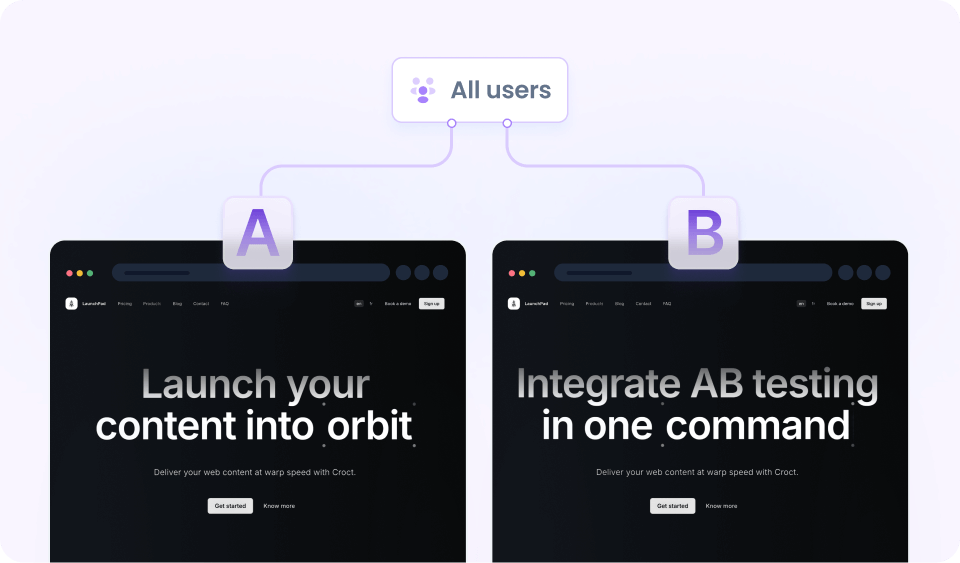 All users
A
B
LaunchPad Pricing Products Blog Contact FAQ en fr Book a demo Sign up
Launch your
content into orbit
Deliver your web content at warp speed with Croct.
Get started Know more
LaunchPad Pricing Products Blog Contact FAQ en fr Book a demo Sign up
Integrate AB testing
in one command
Deliver your web content at warp speed with Croct.
Get started Know more